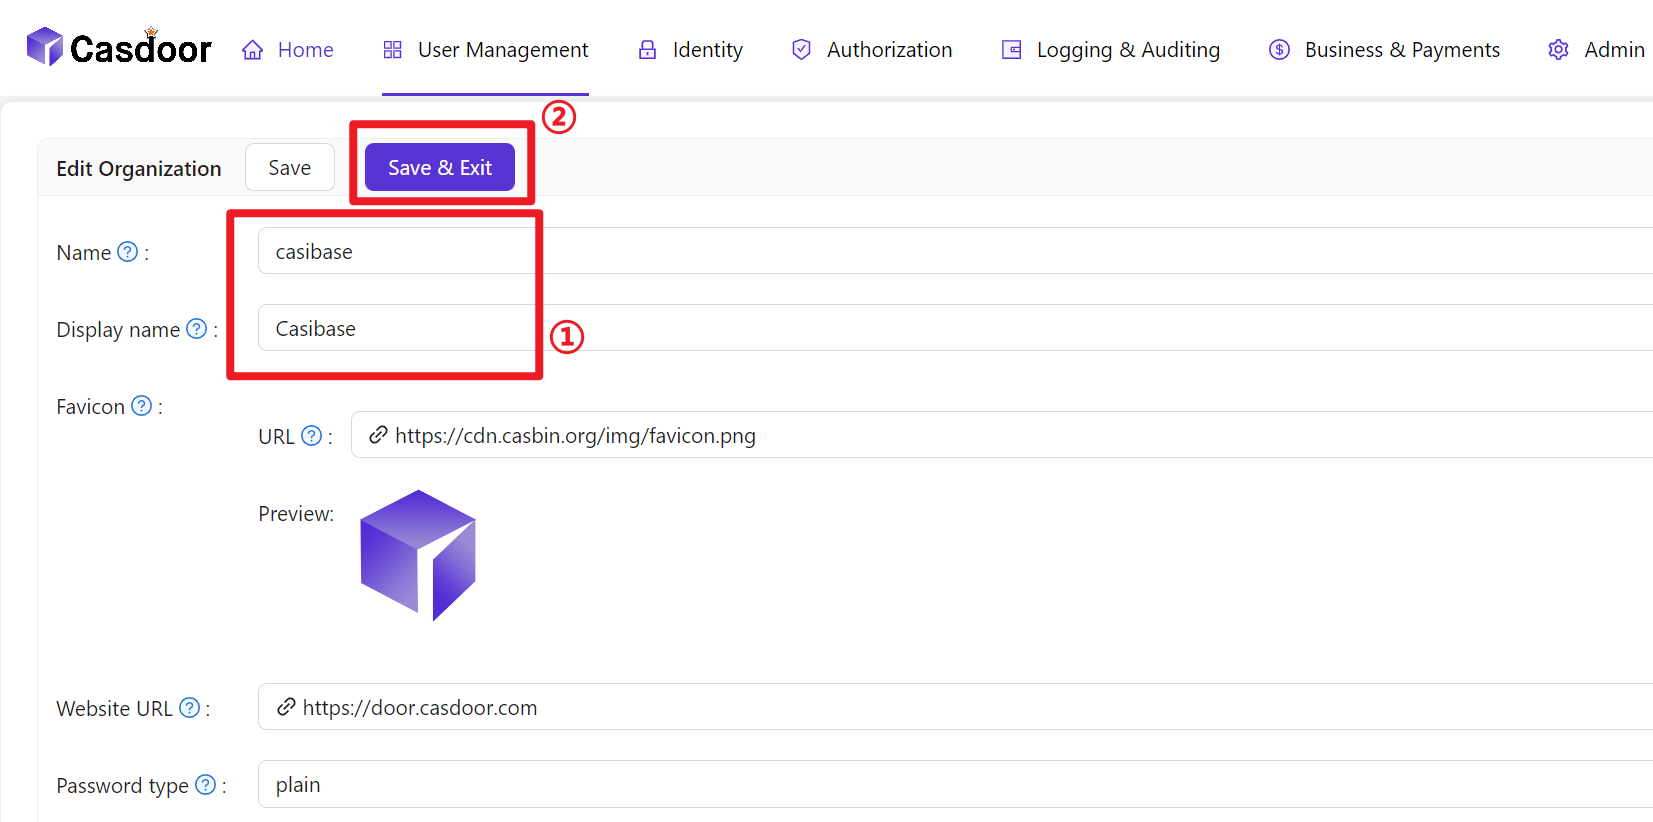 Casdoor Home User Management Identity Authorization Logging & Auditing Business & Payments Admin
②
Edit Organization Save Save & Exit
Name ? : casibase
Display name ? : Casibase
①
Favicon ? :
URL ? : https://cdn.casbin.org/img/favicon.png
Preview:
Website URL ? : https://door.casdoor.com
Password type ? : plain